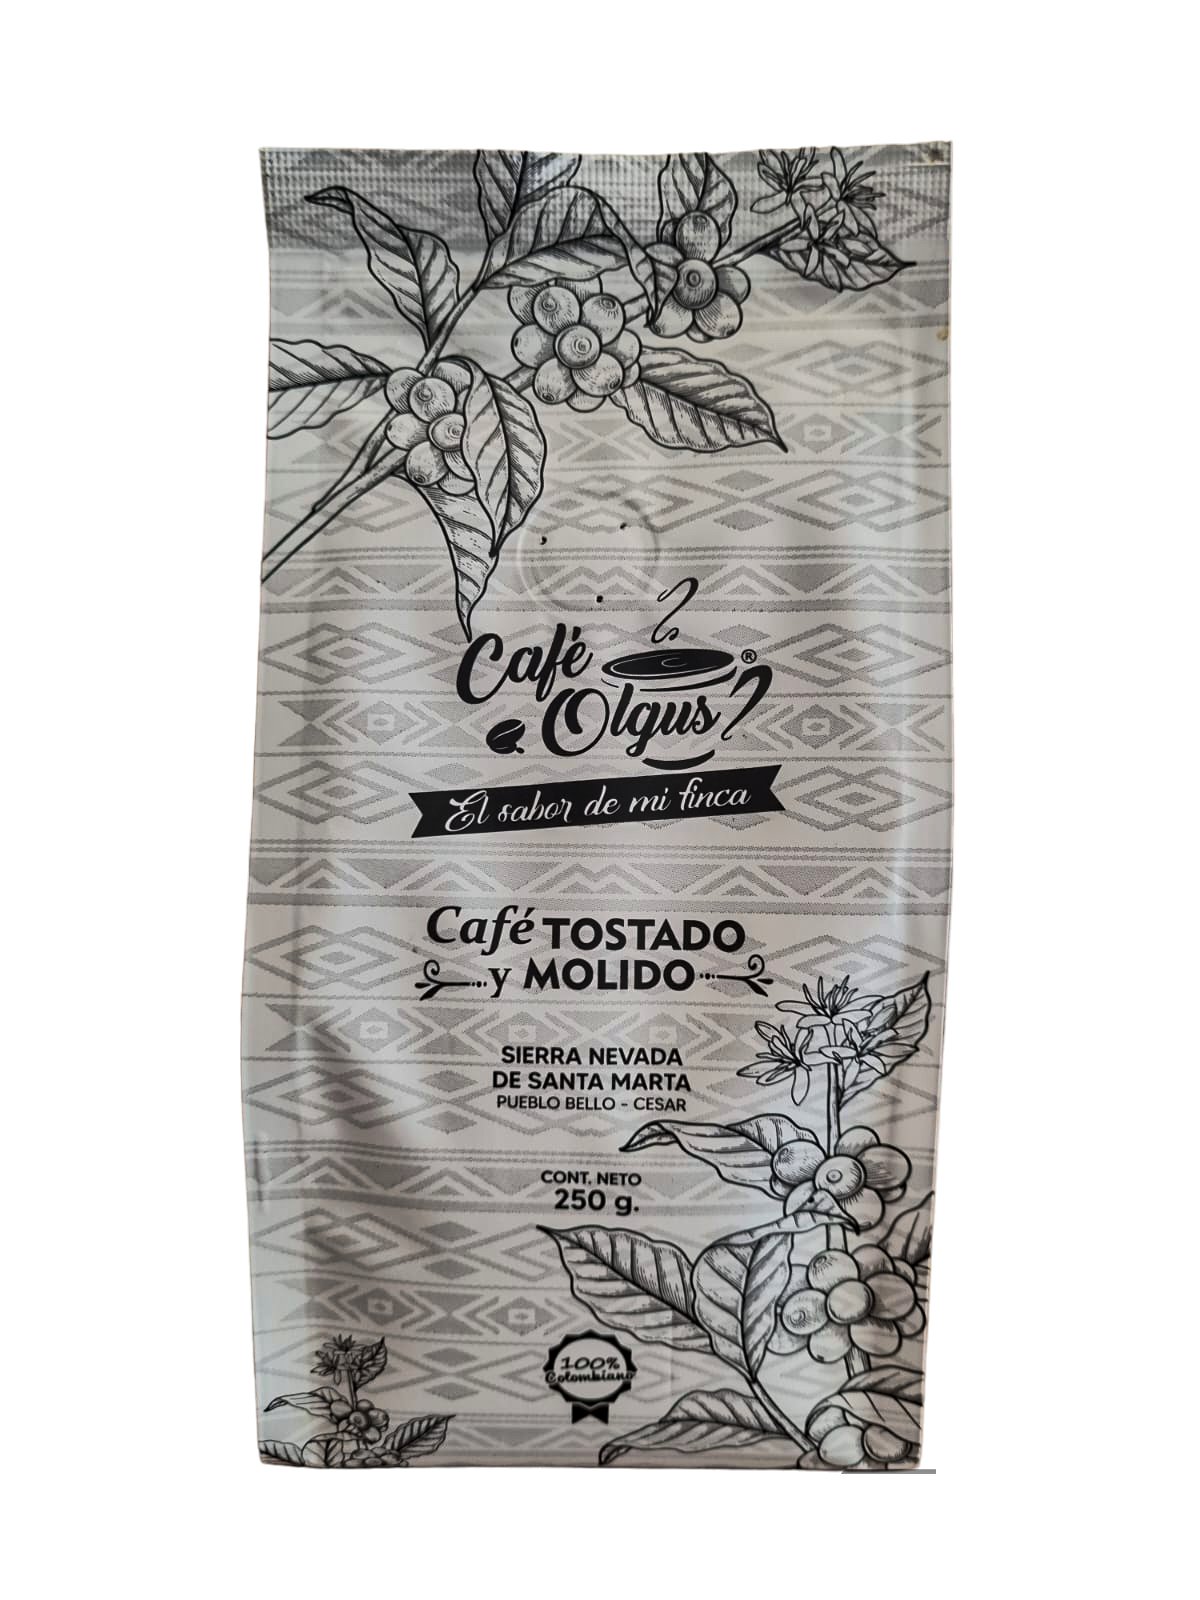 Café
Olgus ®
El sabor de mi finca
Café TOSTADO
y MOLIDO
SIERRA NEVADA
DE SANTA MARTA
PUEBLO BELLO - CESAR
CONT. NETO
250 g.
100%
Colombiano